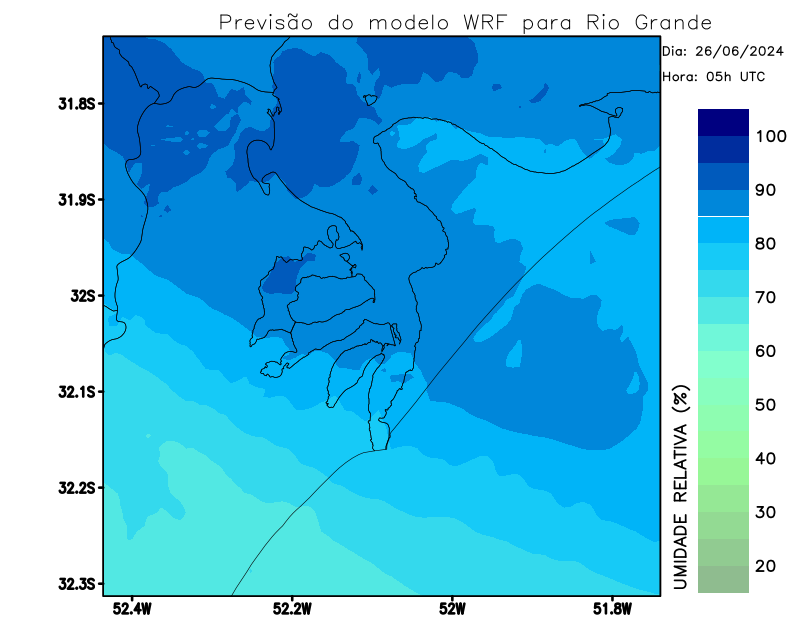 Previsão do modelo WRF para Rio Grande
Dia: 26/06/2024
Hora: 05h UTC
31.8S
31.9S
32S
32.1S
32.2S
32.3S
52.4W
52.2W
52W
51.8W
100
90
80
70
60
50
40
30
20
UMIDADE RELATIVA (%)